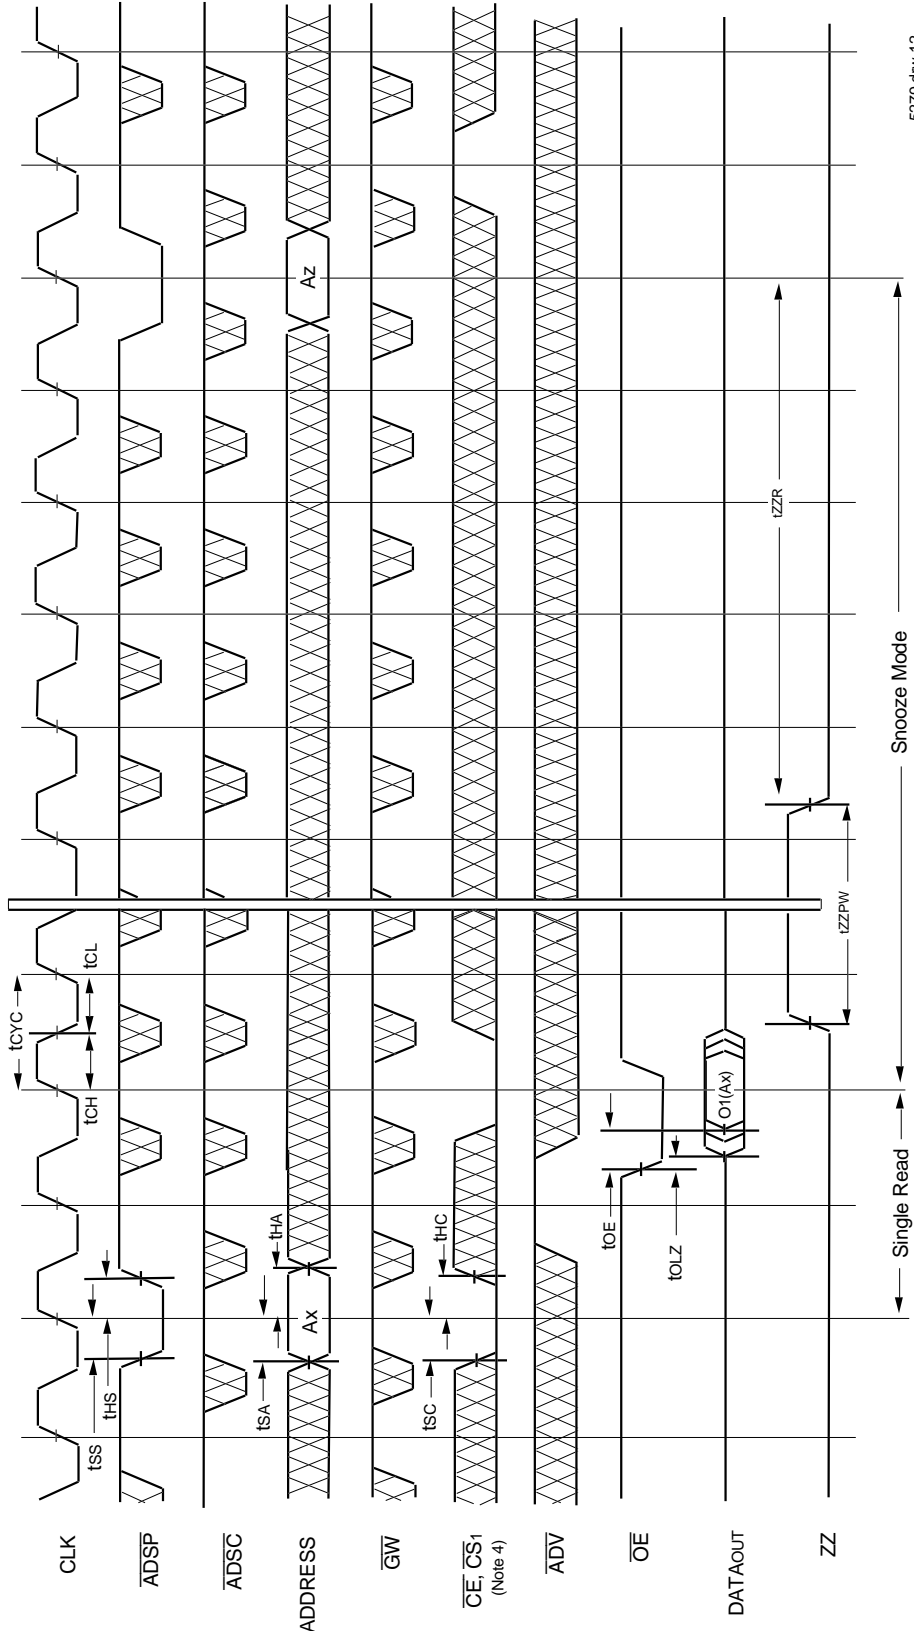 CLK
ADSP
ADSC
ADDRESS
GW
CE, CS1
(Note 4)
ADV
OE
DATAOUT
ZZ
tCYC
tCH
tCL
tSS
tHS
tSA
tHA
Ax
Az
tSC
tHC
tOE
tOLZ
O1(Ax)
tZZPW
tZZR
Single Read
Snooze Mode